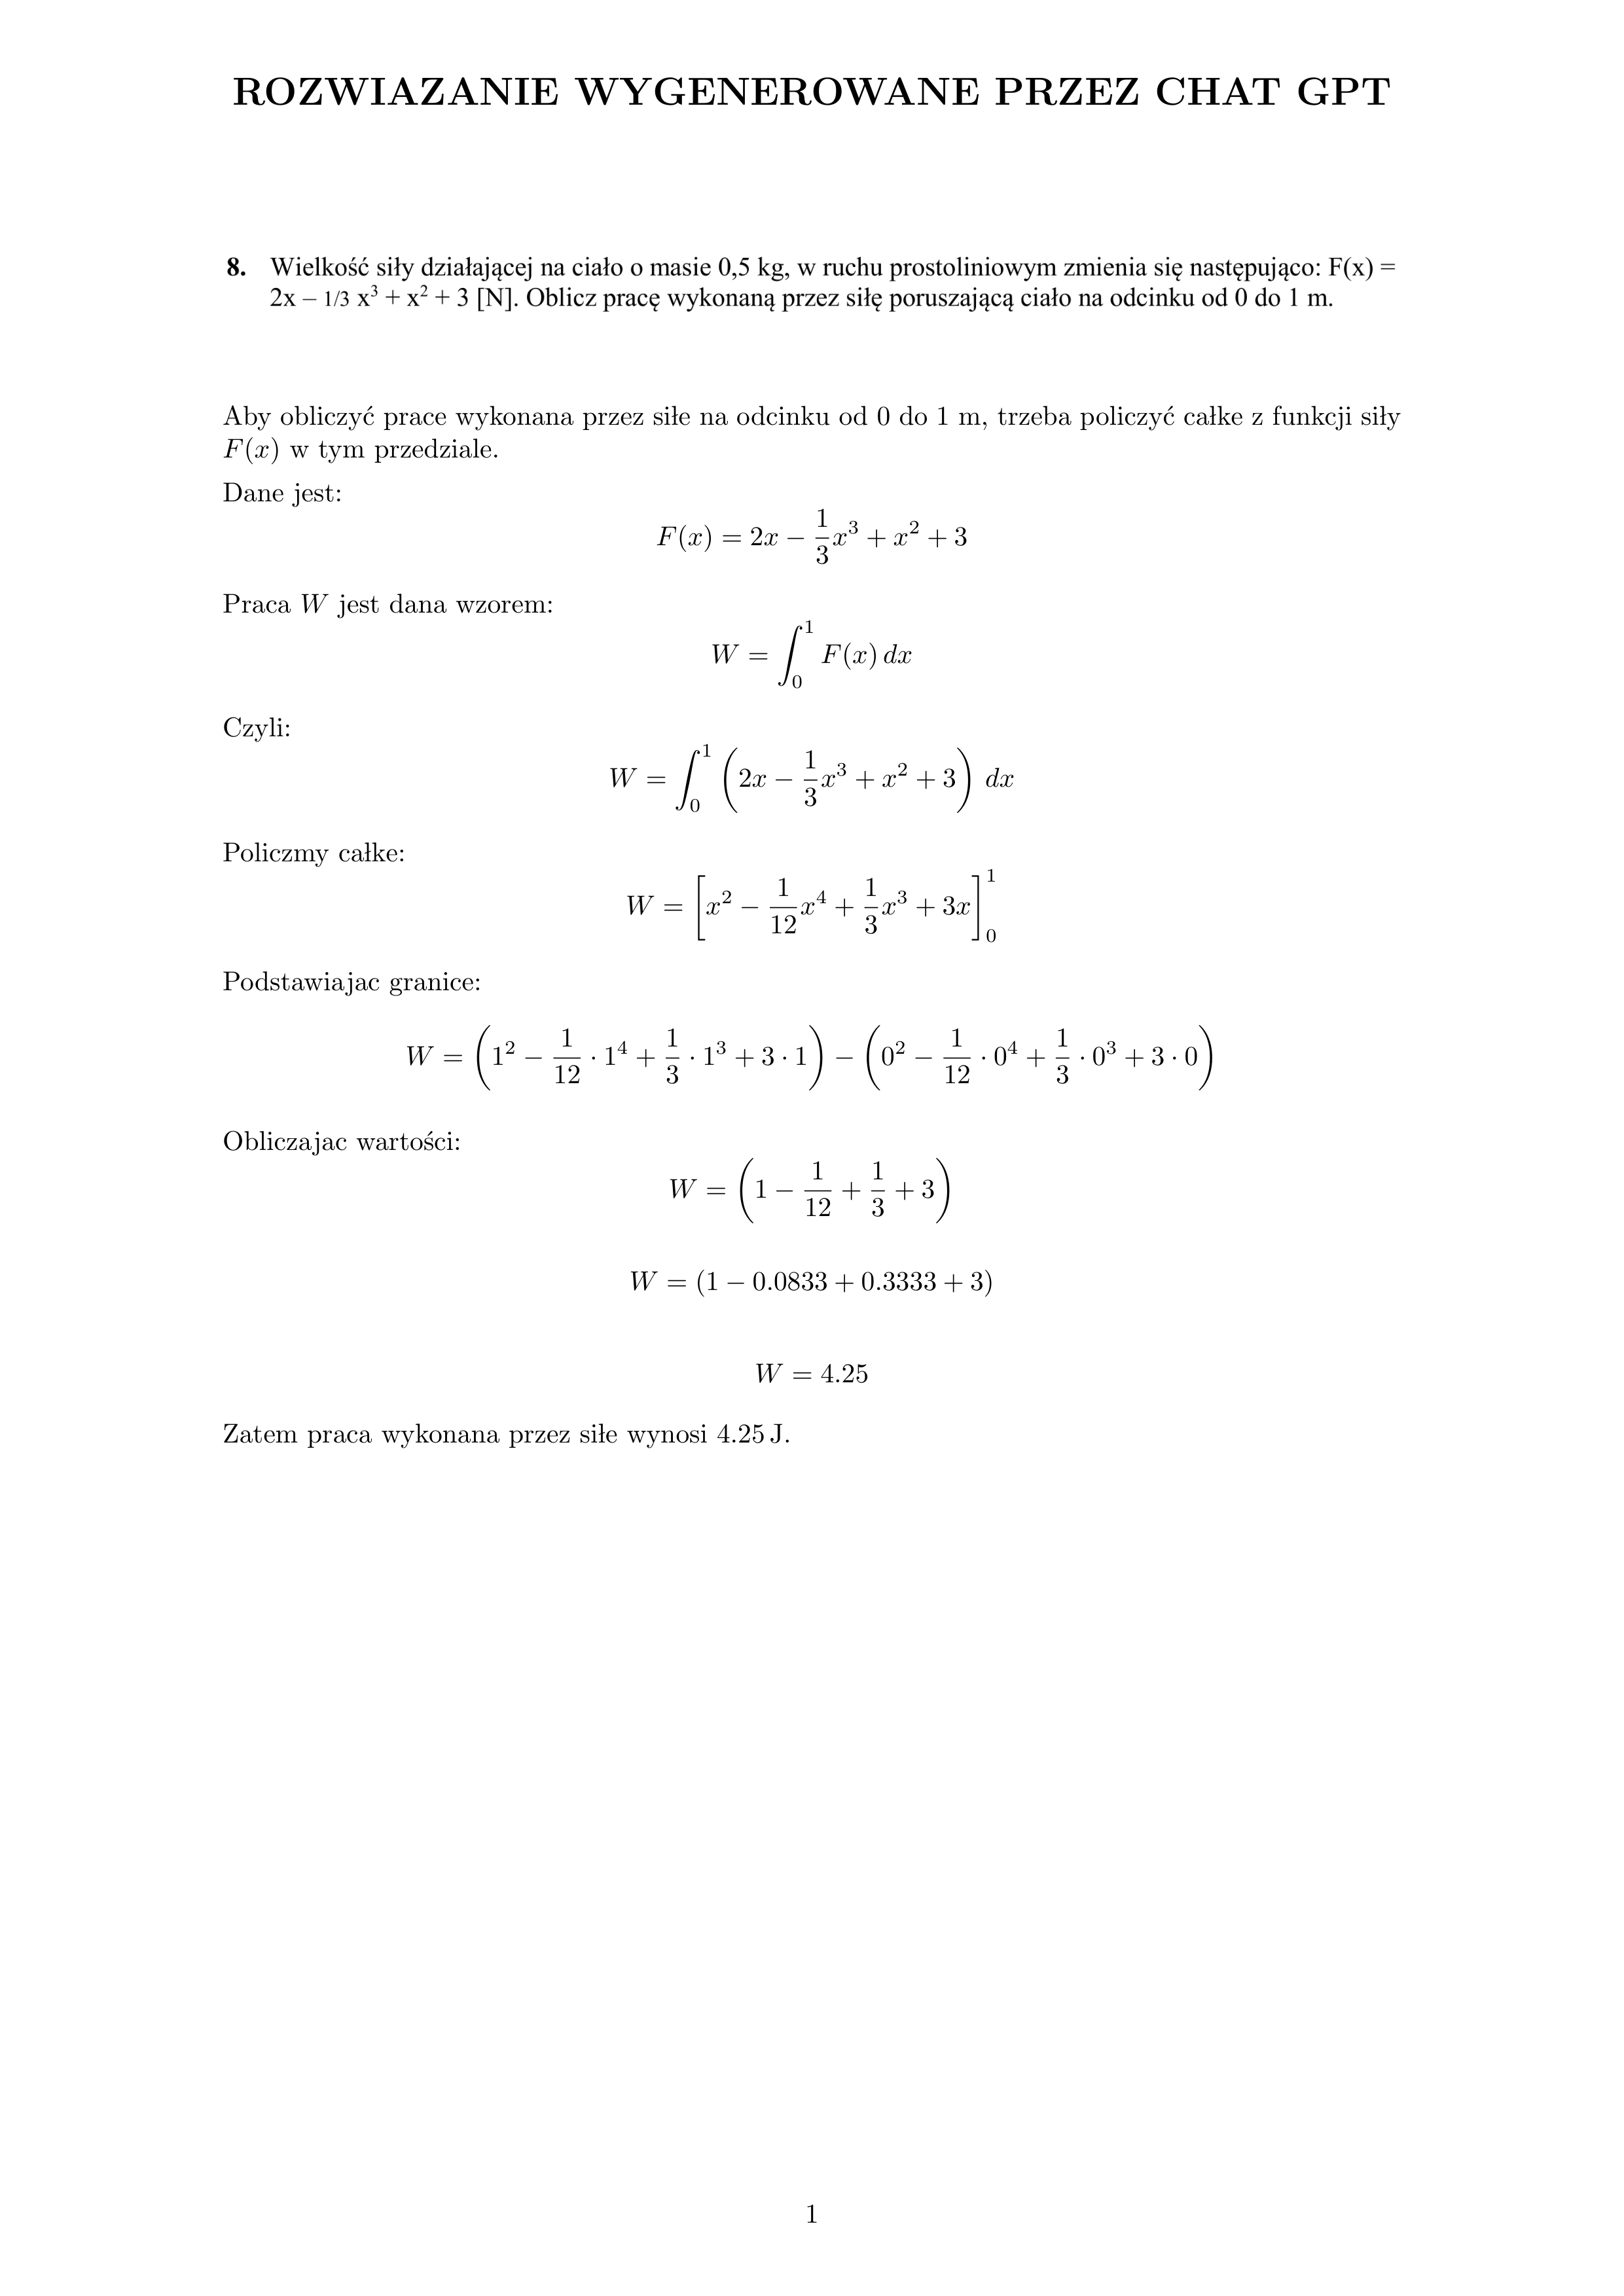 ROZWIAZANIE WYGENEROWANE PRZEZ CHAT GPT
8. Wielkość siły działającej na ciało o masie 0,5 kg, w ruchu prostoliniowym zmienia się następująco: F(x) =
2x – 1/3 x³ + x² + 3 [N]. Oblicz pracę wykonaną przez siłę poruszającą ciało na odcinku od 0 do 1 m.
Aby obliczyć prace wykonana przez siłe na odcinku od 0 do 1 m, trzeba policzyć całke z funkcji siły
F(x) w tym przedziale.
Dane jest:
F(x) = 2x − \frac{1}{3}x^3 + x^2 + 3
Praca W jest dana wzorem:
W = \int_0^1 F(x) dx
Czyli:
W = \int_0^1 \left( 2x − \frac{1}{3}x^3 + x^2 + 3 \right) dx
Policzmy całke:
W = \left[ x^2 − \frac{1}{12}x^4 + \frac{1}{3}x^3 + 3x \right]_0^1
Podstawiajac granice:
W = \left( 1^2 − \frac{1}{12} · 1^4 + \frac{1}{3} · 1^3 + 3 · 1 \right) − \left( 0^2 − \frac{1}{12} · 0^4 + \frac{1}{3} · 0^3 + 3 · 0 \right)
Obliczajac wartości:
W = \left( 1 − \frac{1}{12} + \frac{1}{3} + 3 \right)
W = (1 − 0.0833 + 0.3333 + 3)
W = 4.25
Zatem praca wykonana przez siłe wynosi 4.25 J.
1